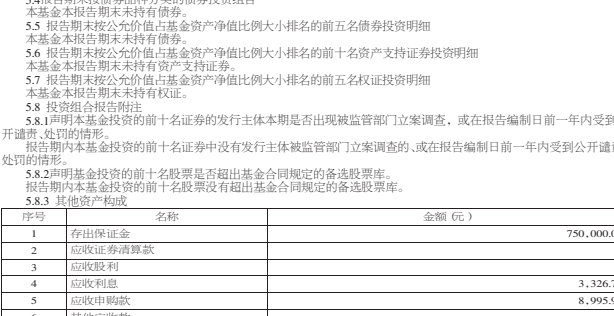 5.4报告期末按债券品种分类的债券投资组合
本基金本报告期末未持有债券。
5.5 报告期末按公允价值占基金资产净值比例大小排名的前五名债券投资明细
本基金本报告期末未持有债券。
5.6 报告期末按公允价值占基金资产净值比例大小排名的前十名资产支持证券投资明细
本基金本报告期末未持有资产支持证券。
5.7 报告期末按公允价值占基金资产净值比例大小排名的前五名权证投资明细
本基金本报告期末未持有权证。
5.8 投资组合报告附注
5.8.1声明本基金投资的前十名证券的发行主体本期是否出现被监管部门立案调查，或在报告编制日前一年内受到
开谴责、处罚的情形。
报告期内本基金投资的前十名证券中没有发行主体被监管部门立案调查的、或在报告编制日前一年内受到公开谴
处罚的情形。
5.8.2声明基金投资的前十名股票是否超出基金合同规定的备选股票库。
报告期内本基金投资的前十名股票没有超出基金合同规定的备选股票库。
5.8.3 其他资产构成
序号 名称 金额（元）
1 存出保证金 750,000.0
2 应收证券清算款
3 应收股利
4 应收利息 3,326.7
5 应收申购款 8,995.9
6 其他应收款